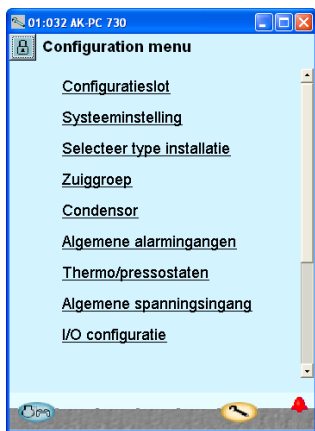 01:032 AK-PC 730
Configuration menu
Configuratieslot
Systeeminstelling
Selecteer type installatie
Zuiggroep
Condensor
Algemene alarmingangen
Thermo/pressostaten
Algemene spanningsingang
I/O configuratie